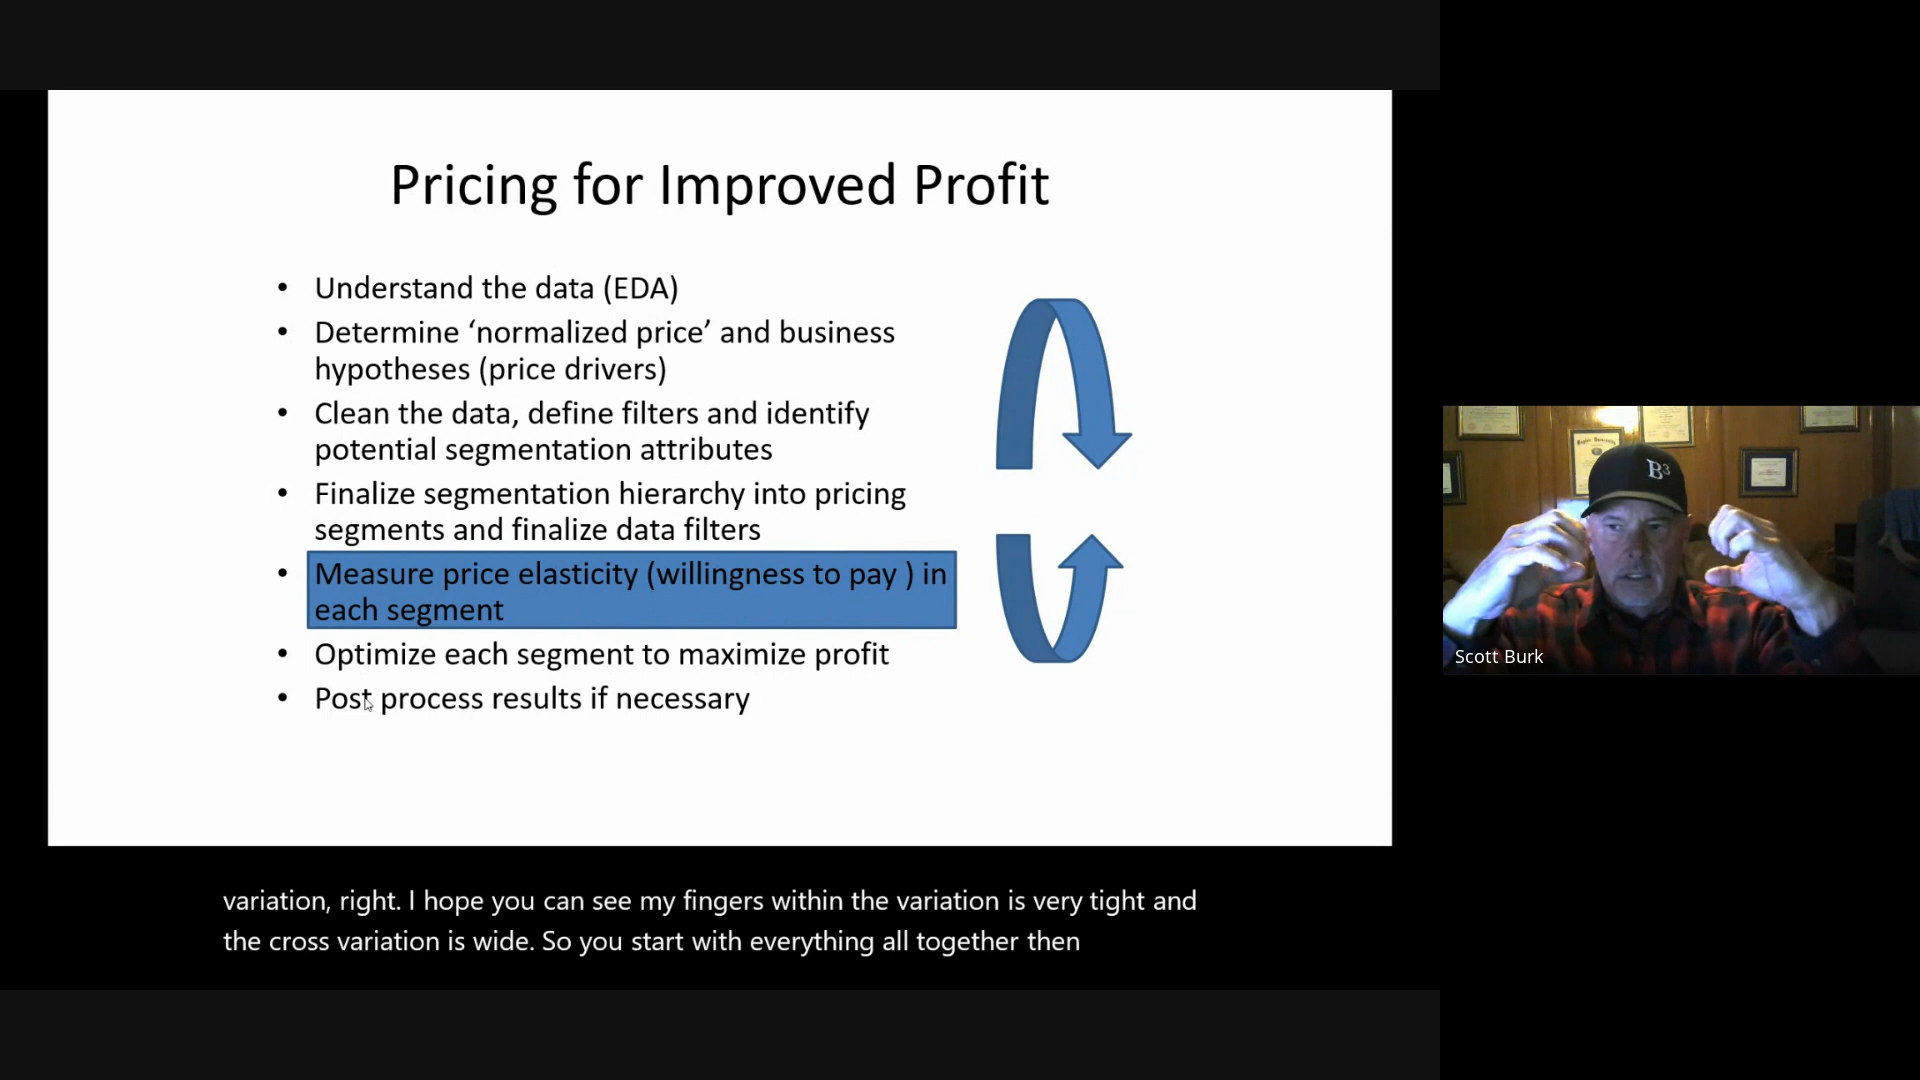 Pricing for Improved Profit
• Understand the data (EDA)
• Determine ‘normalized price’ and business
hypotheses (price drivers)
• Clean the data, define filters and identify
potential segmentation attributes
• Finalize segmentation hierarchy into pricing
segments and finalize data filters
• Measure price elasticity (willingness to pay ) in
each segment
• Optimize each segment to maximize profit
• Post process results if necessary
B3
Scott Burk
variation, right. I hope you can see my fingers within the variation is very tight and
the cross variation is wide. So you start with everything all together then